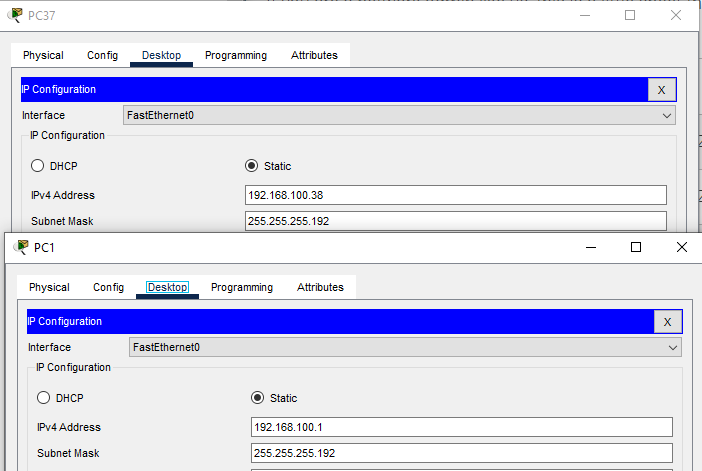 PC37
Physical Config Desktop Programming Attributes
IP Configuration X
Interface FastEthernet0
IP Configuration
DHCP Static
IPv4 Address 192.168.100.38
Subnet Mask 255.255.255.192
PC1
Physical Config Desktop Programming Attributes
IP Configuration X
Interface FastEthernet0
IP Configuration
DHCP Static
IPv4 Address 192.168.100.1
Subnet Mask 255.255.255.192